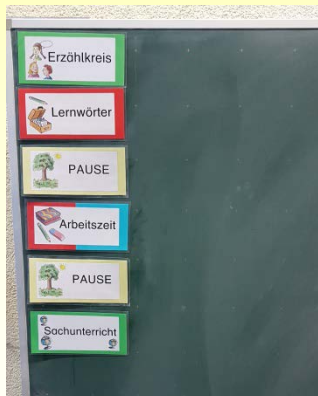 Erzählkreis
Lernwörter
PAUSE
Arbeitszeit
PAUSE
Sachunterricht